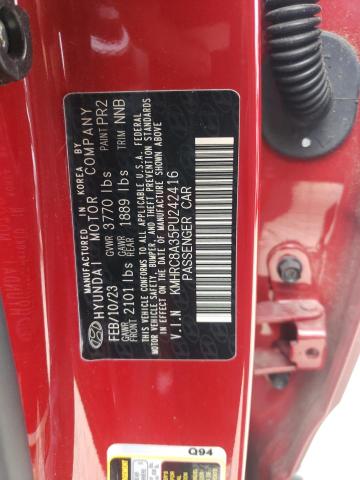 MANUFACTURED IN KOREA BY
HYUNDAI MOTOR COMPANY
FEB/10/23 GVWR 3770 lbs PAINT PR2
GAWR FRONT 2101 lbs GAWR REAR 1889 lbs TRIM NNB
THIS VEHICLE CONFORMS TO ALL APPLICABLE U.S.A. FEDERAL
MOTOR VEHICLE SAFETY, BUMPER, AND THEFT PREVENTION STANDARDS
IN EFFECT ON THE DATE OF MANUFACTURE SHOWN ABOVE
V.I.N KMHRC8A35PU242416
PASSENGER CAR
Q94